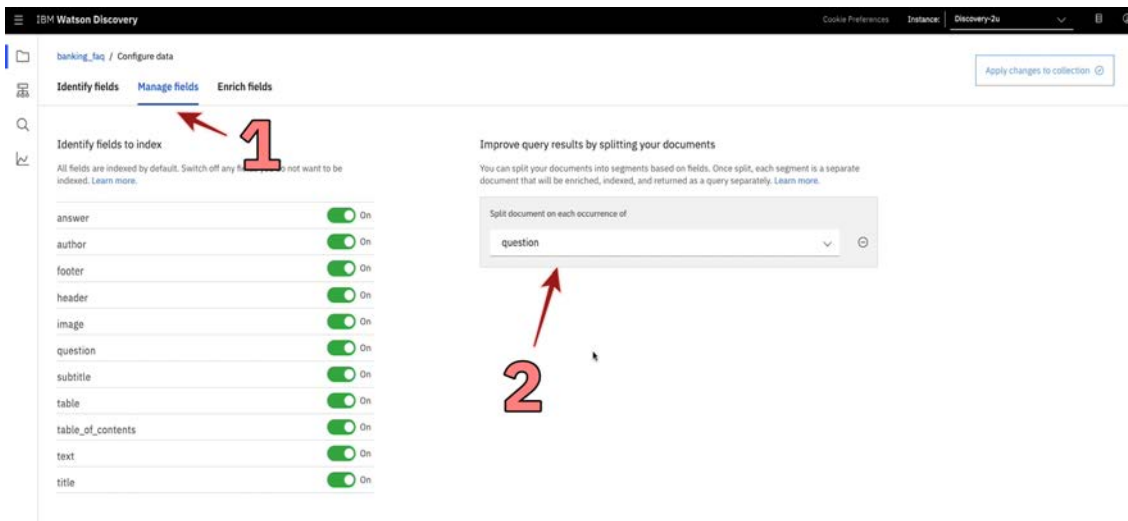 IBM Watson Discovery
Cookie Preferences
Instance:
Discovery-2u
banking_faq / Configure data
Apply changes to collection
Identify fields
Manage fields
Enrich fields
1
Identify fields to index
All fields are indexed by default. Switch off any not want to be
indexed. Learn more.
answer On
author On
footer On
header On
image On
question On
subtitle On
table On
table_of_contents On
text On
title On
Improve query results by splitting your documents
You can split your documents into segments based on fields. Once split, each segment is a separate
document that will be enriched, indexed, and returned as a query separately. Learn more.
Split document on each occurrence of
question
2